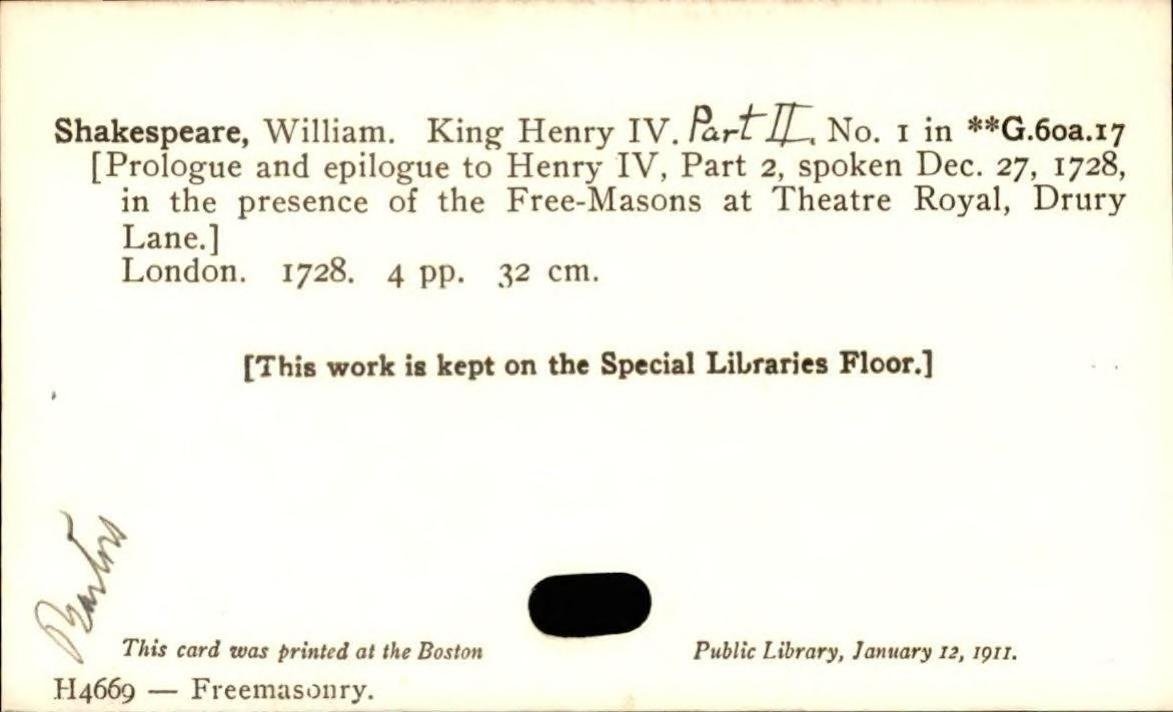 Shakespeare, William. King Henry IV. Part II. No. 1 in **G.60a.17
[Prologue and epilogue to Henry IV, Part 2, spoken Dec. 27, 1728,
in the presence of the Free-Masons at Theatre Royal, Drury
Lane.]
London. 1728. 4 pp. 32 cm.
[This work is kept on the Special Libraries Floor.]
Barton
This card was printed at the Boston Public Library, January 12, 1911.
H4669 — Freemasonry.